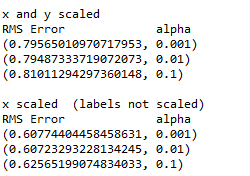 x and y scaled
RMS Error alpha
(0.79565010970717953, 0.001)
(0.79487333719072073, 0.01)
(0.81011294297360148, 0.1)
x scaled (labels not scaled)
RMS Error alpha
(0.60774404458458631, 0.001)
(0.60723293228134245, 0.01)
(0.62565199074834033, 0.1)